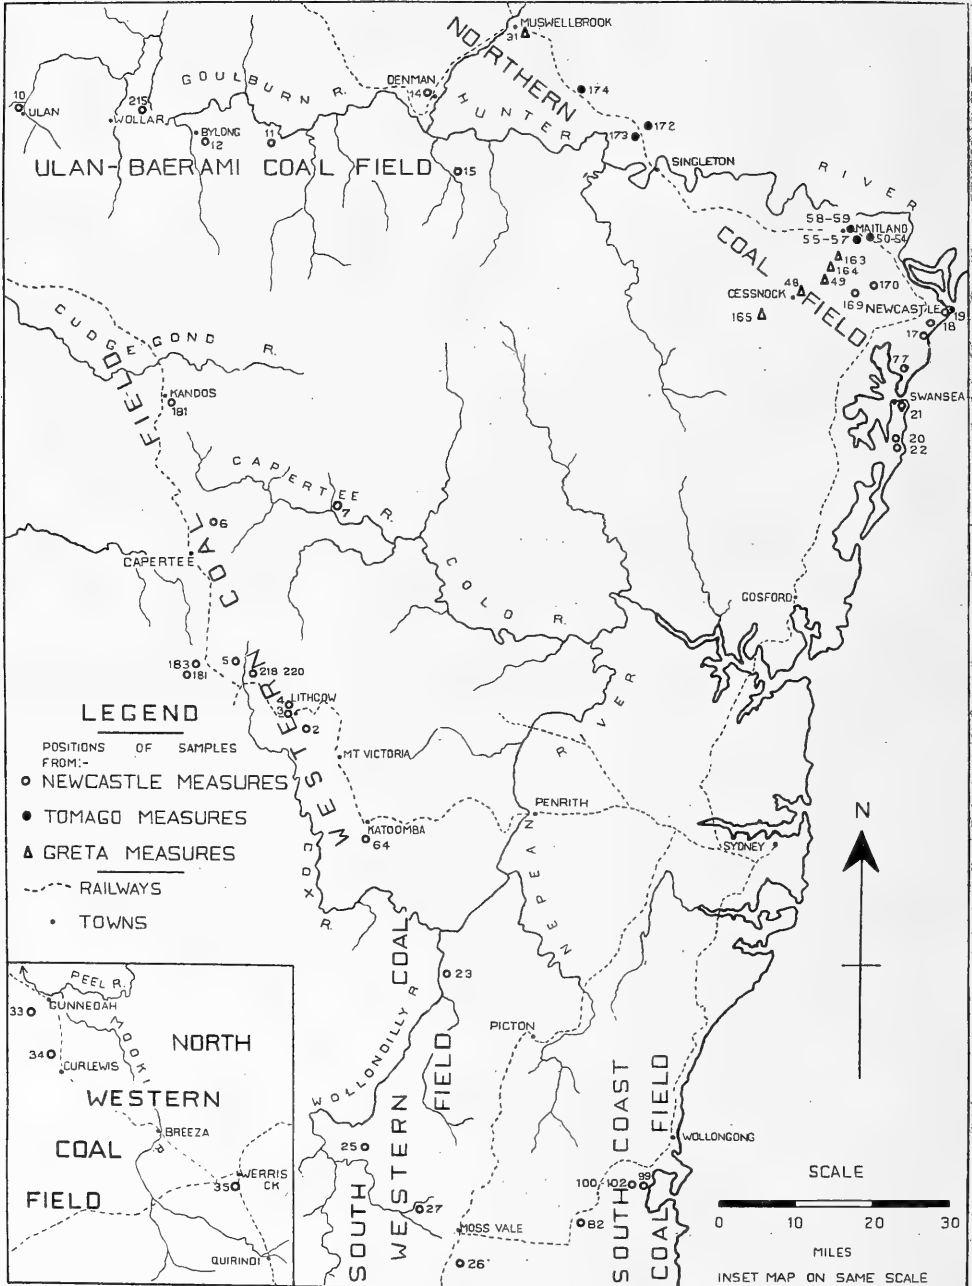 MUSWELLBROOK
31
NORTHERN
GOULBURN R.
DENMAN
14
174
10
ULAN
215
WOLLAR
BYLONG
12
11
HUNTER
173
172
ULAN-BAERAMI COAL FIELD
15
SINGLETON
RIVER
58-59
MAITLAND
55-57
50-54
COAL
FIELD
163
164
49
48
CESSNOCK
170
169
165
NEWCASTLE
19
18
17
CUDGEGONG R.
77
SWANSEA
21
20
22
KANDOS
181
FIELD
CAPERTEE R.
7
6
COAL
CAPERTEE
COLO R.
GOSFORD
183
181
5
218 220
WESTERN
4
LITHGOW
3
2
LEGEND
POSITIONS OF SAMPLES
FROM:-
NEWCASTLE MEASURES
TOMAGO MEASURES
GRETA MEASURES
RAILWAYS
TOWNS
MT VICTORIA
RIVER
PENRITH
KATOOMBA
64
N
SYDNEY
COX R.
NEPEAN
COAL
23
PEEL R.
GUNNEDAH
33
MOOKI R
34
CURLEWIS
NORTH
WESTERN
COAL
FIELD
BREEZA
WERRIS
CK
35
QUIRINDI
WOLLONDILLY R
FIELD
PICTON
SOUTH COAST
FIELD
WOLLONGONG
25
WESTERN
SOUTH
27
100-102
99
82
MOSS VALE
26
COAL
SCALE
0 10 20 30
MILES
INSET MAP ON SAME SCALE